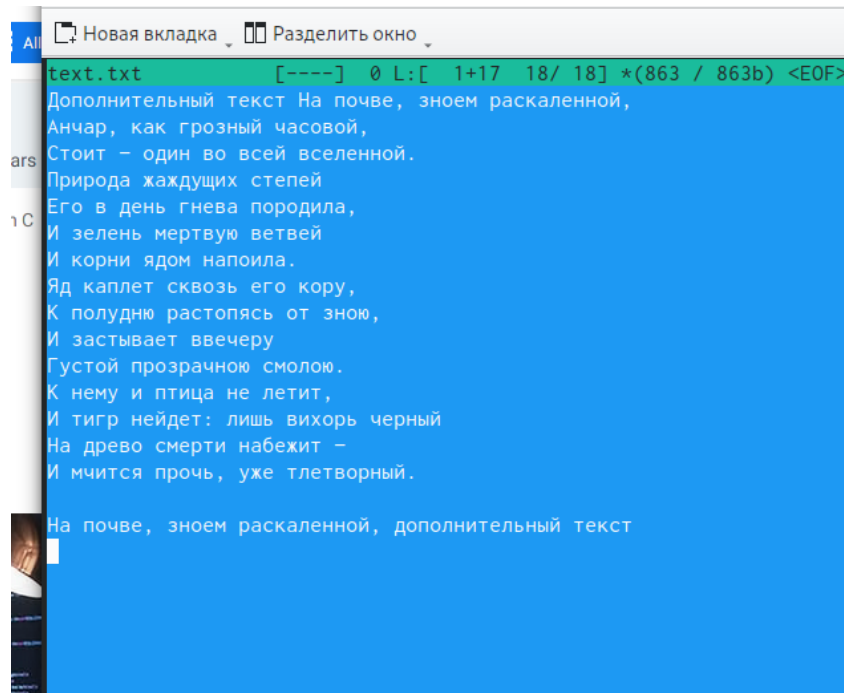 All
Новая вкладка Разделить окно
text.txt [----] 0 L:[ 1+17 18/ 18] *(863 / 863b) <EOF>
Дополнительный текст На почве, зноем раскаленной,
Анчар, как грозный часовой,
ars
Стоит – один во всей вселенной.
Природа жаждущих степей
Его в день гнева породила,
n C
И зелень мертвую ветвей
И корни ядом напоила.
Яд каплет сквозь его кору,
К полудню растопясь от зною,
И застывает ввечеру
Густой прозрачною смолою.
К нему и птица не летит,
И тигр нейдет: лишь вихорь черный
На древо смерти набежит –
И мчится прочь, уже тлетворный.
На почве, зноем раскаленной, дополнительный текст